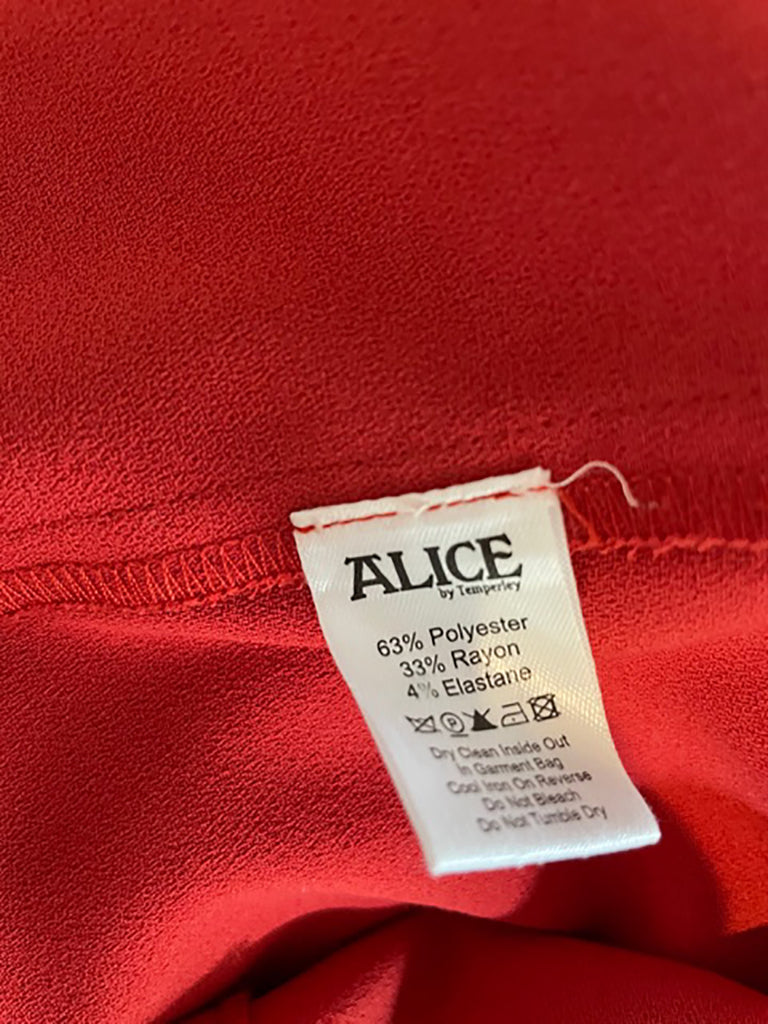 ALICE
by Temperley
63% Polyester
33% Rayon
4% Elastane
P
Dry Clean Inside Out
In Garment Bag
Cool Iron On Reverse
Do Not Bleach
Do Not Tumble Dry